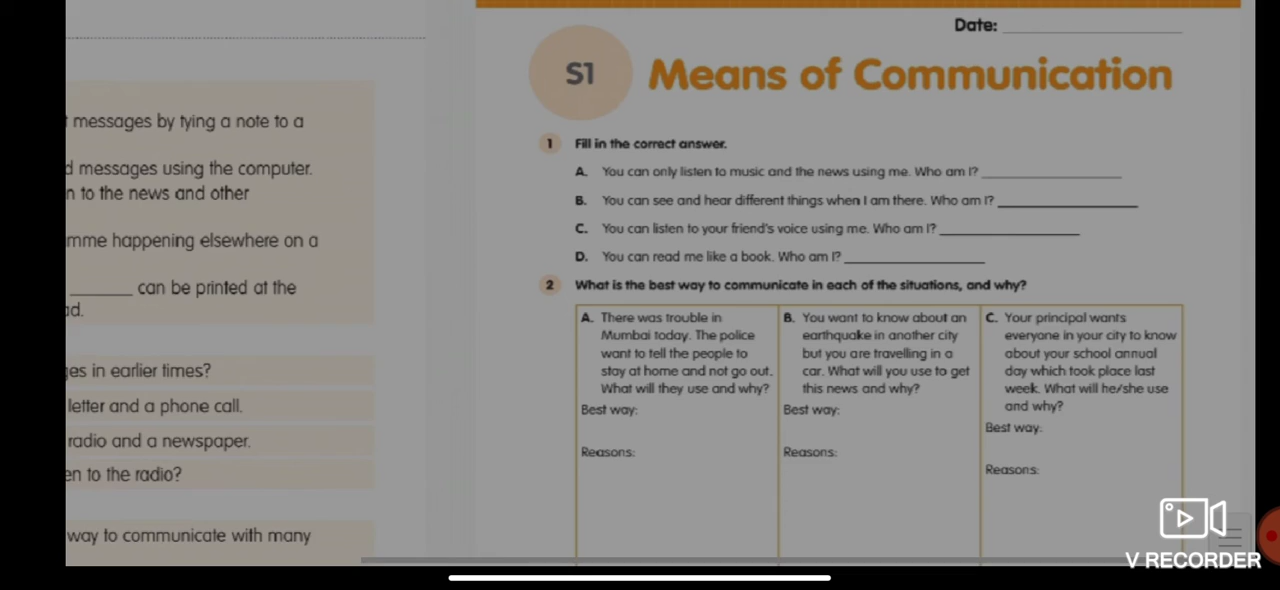 t messages by tying a note to a
d messages using the computer.
n to the news and other
mme happening elsewhere on a
______ can be printed at the
ad.
ges in earlier times?
letter and a phone call.
radio and a newspaper.
en to the radio?
way to communicate with many
Date: ____________________
S1 Means of Communication
1 Fill in the correct answer.
A. You can only listen to music and the news using me. Who am I? ____________________
B. You can see and hear different things when I am there. Who am I? ____________________
C. You can listen to your friend's voice using me. Who am I? ____________________
D. You can read me like a book. Who am I? ____________________
2 What is the best way to communicate in each of the situations, and why?
A. There was trouble in
Mumbai today. The police
want to tell the people to
stay at home and not go out.
What will they use and why?
Best way:
Reasons:
B. You want to know about an
earthquake in another city
but you are travelling in a
car. What will you use to get
this news and why?
Best way:
Reasons:
C. Your principal wants
everyone in your city to know
about your school annual
day which took place last
week. What will he/she use
and why?
Best way:
Reasons:
V RECORDER